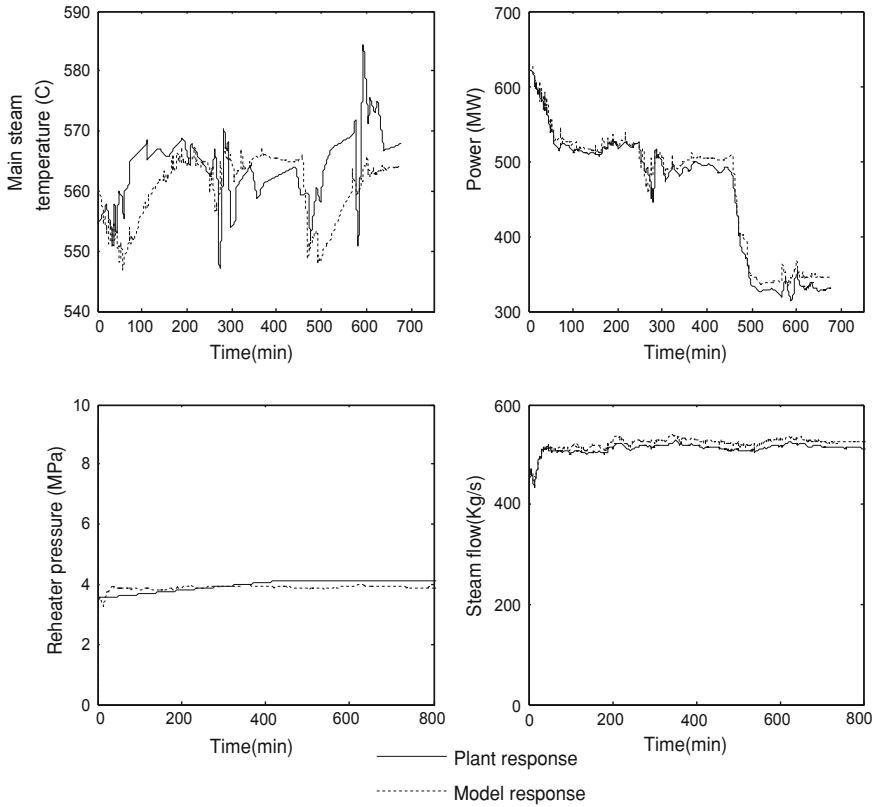 590
580
570
560
550
540
Main steam
temperature (C)
0 100 200 300 400 500 600 700
Time(min)
700
600
500
400
300
Power (MW)
0 100 200 300 400 500 600 700
Time(min)
10
8
6
4
2
0
Reheater pressure (MPa)
0 200 400 600 800
Time(min)
600
400
200
0
Steam flow(Kg/s)
0 200 400 600 800
Time(min)
Plant response
Model response